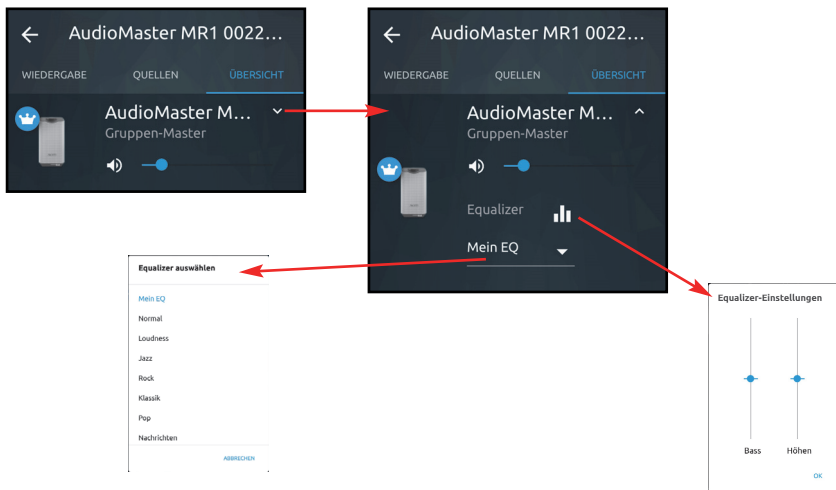 AudioMaster MR1 0022...
WIEDERGABE QUELLEN ÜBERSICHT
AudioMaster M...
Gruppen-Master
AudioMaster MR1 0022...
WIEDERGABE QUELLEN ÜBERSICHT
AudioMaster M...
Gruppen-Master
Equalizer
Mein EQ
Equalizer auswählen
Mein EQ
Normal
Loudness
Jazz
Rock
Klassik
Pop
Nachrichten
ABBRECHEN
Equalizer-Einstellungen
Bass Höhen
OK